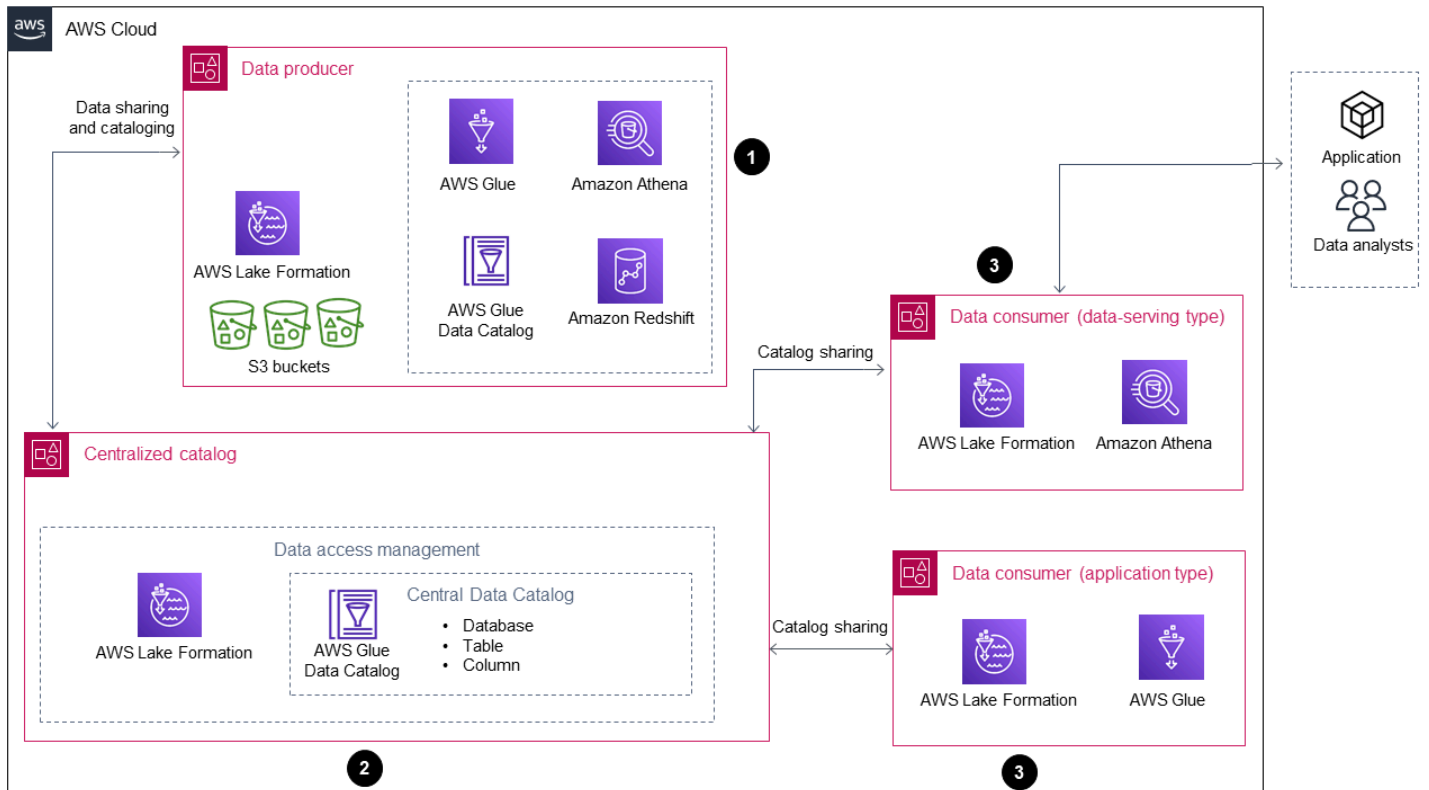 aws
AWS Cloud
Data producer
Data sharing
and cataloging
AWS Glue
Amazon Athena
1
AWS Lake Formation
AWS Glue
Data Catalog
Amazon Redshift
S3 buckets
Application
Data analysts
3
Data consumer (data-serving type)
Catalog sharing
AWS Lake Formation
Amazon Athena
Centralized catalog
Data access management
AWS Lake Formation
Central Data Catalog
AWS Glue
Data Catalog
• Database
• Table
• Column
2
Data consumer (application type)
Catalog sharing
AWS Lake Formation
AWS Glue
3